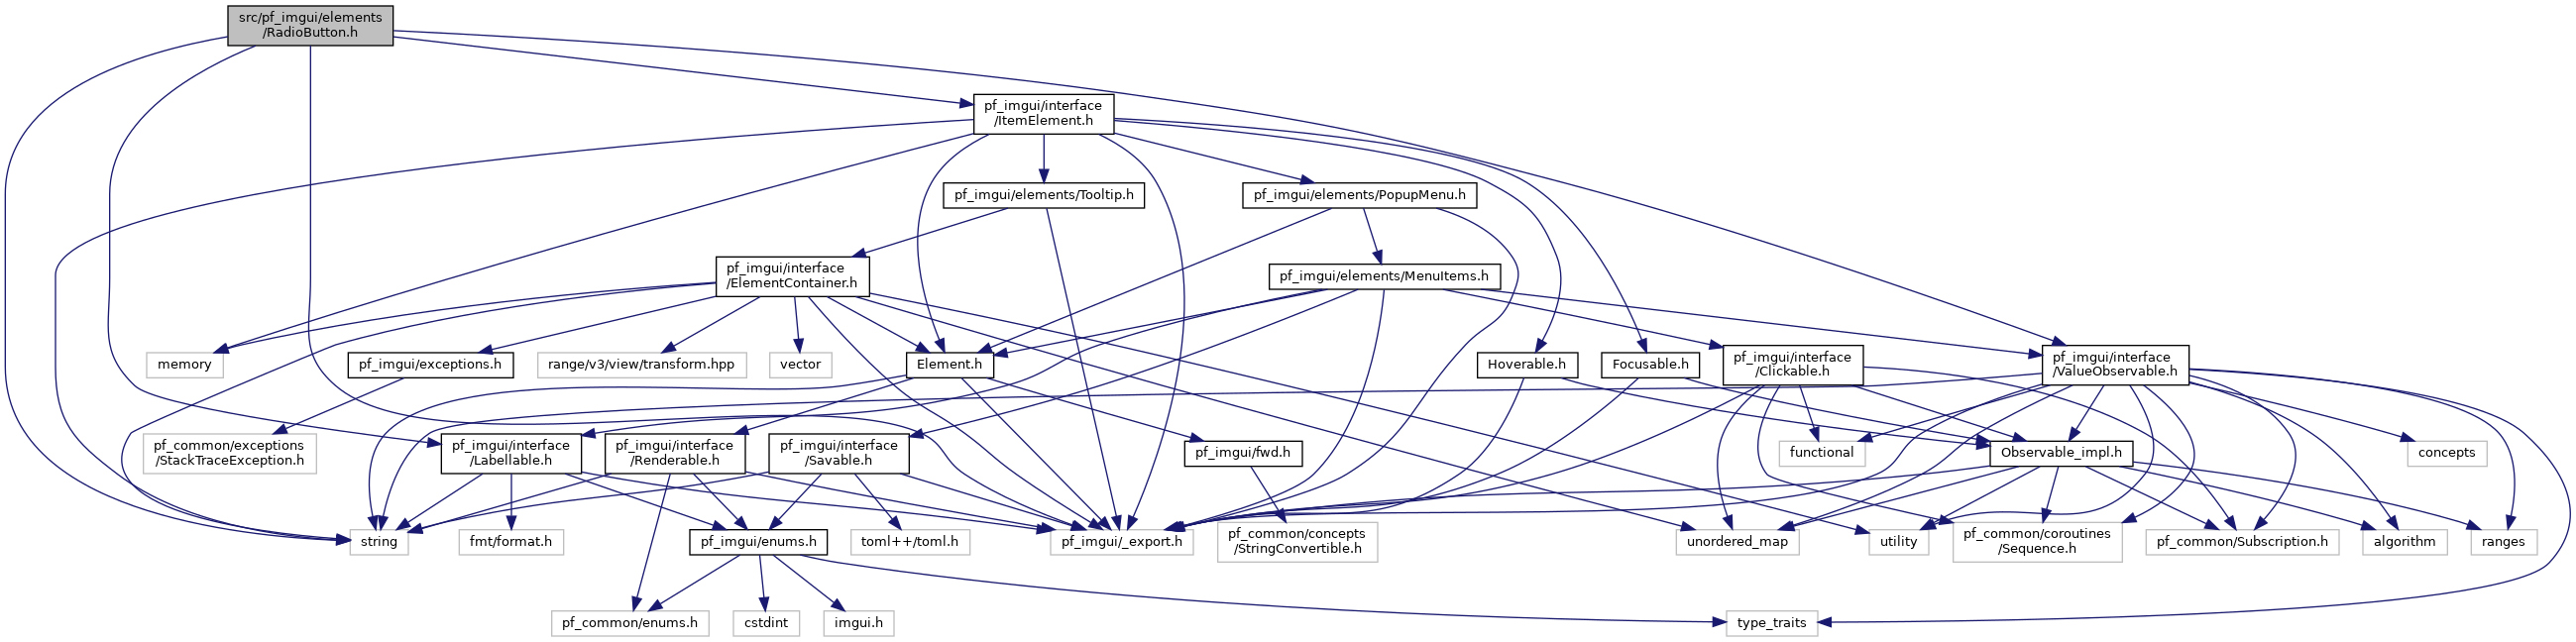 src/pf_imgui/elements
/RadioButton.h
pf_imgui/interface
/ItemElement.h
pf_imgui/elements/Tooltip.h
pf_imgui/elements/PopupMenu.h
pf_imgui/interface
/ElementContainer.h
pf_imgui/elements/MenuItems.h
memory
pf_imgui/exceptions.h
range/v3/view/transform.hpp
vector
Element.h
Hoverable.h
Focusable.h
pf_imgui/interface
/Clickable.h
pf_imgui/interface
/ValueObservable.h
pf_common/exceptions
/StackTraceException.h
pf_imgui/interface
/Labellable.h
pf_imgui/interface
/Renderable.h
pf_imgui/interface
/Savable.h
pf_imgui/fwd.h
functional
Observable_impl.h
concepts
string
fmt/format.h
pf_imgui/enums.h
toml++/toml.h
pf_imgui/_export.h
pf_common/concepts
/StringConvertible.h
unordered_map
utility
pf_common/coroutines
/Sequence.h
pf_common/Subscription.h
algorithm
ranges
pf_common/enums.h
cstdint
imgui.h
type_traits